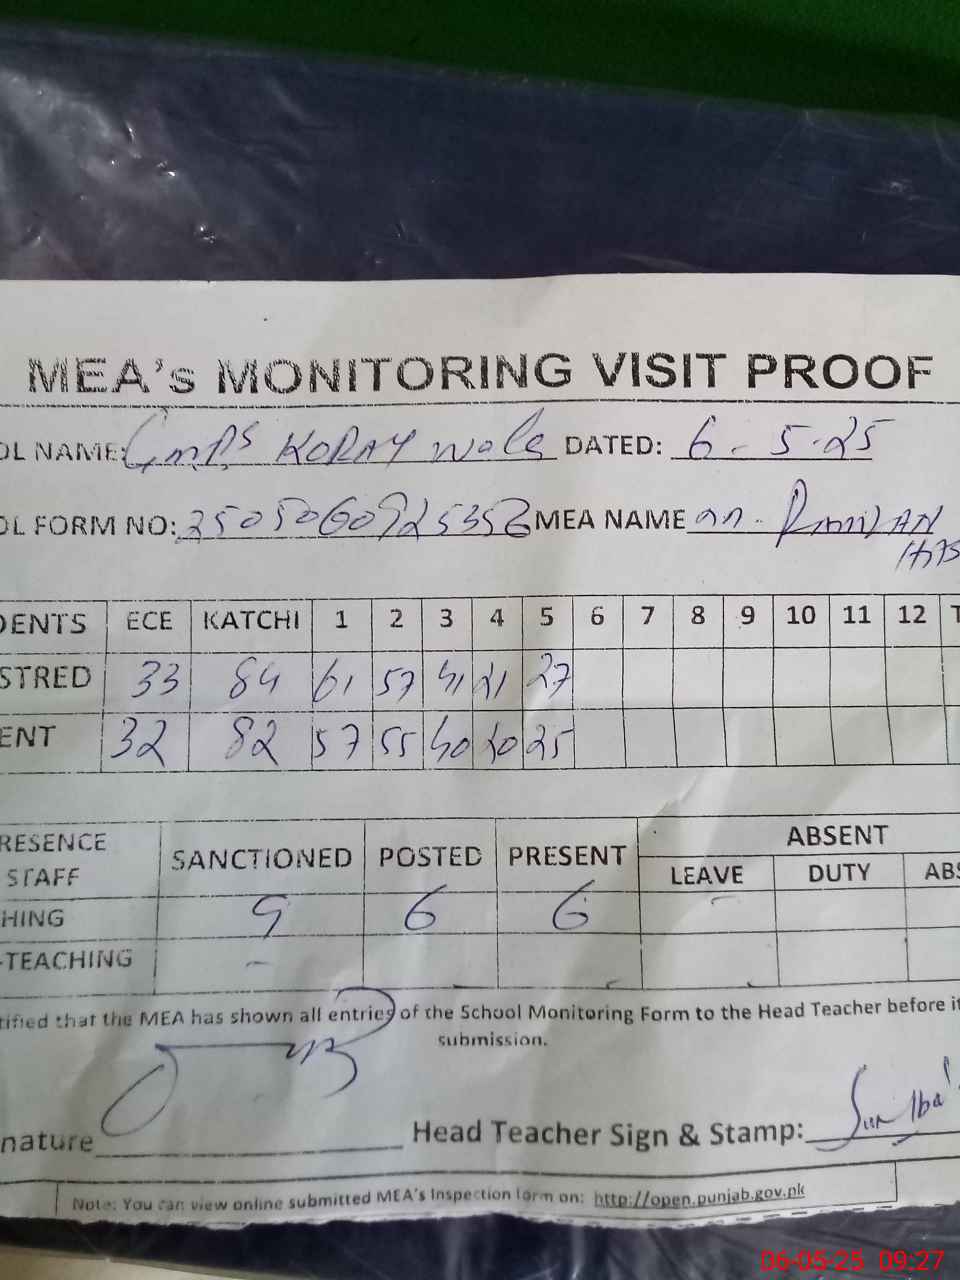 MEA's MONITORING VISIT PROOF
OL NAME: GMPS KORAY Wala DATED: 6-5-25
OL FORM NO: MEA NAME
DENTS ECE KATCHI 1 2 3 4 5 6 7 8 9 10 11 12 T
STRED 33 84 61 57 41 21 27
ENT 32 82 57 55 40 20 25
RESENCE SANCTIONED POSTED PRESENT ABSENT
STAFF LEAVE DUTY ABS
HING 9 6 6
-TEACHING -
tified that the MEA has shown all entries of the School Monitoring Form to the Head Teacher before it
submission.
nature Head Teacher Sign & Stamp:
Note: You can view online submitted MEA's Inspection form on: http://open.punjab.gov.pk
06-05-25 09:27